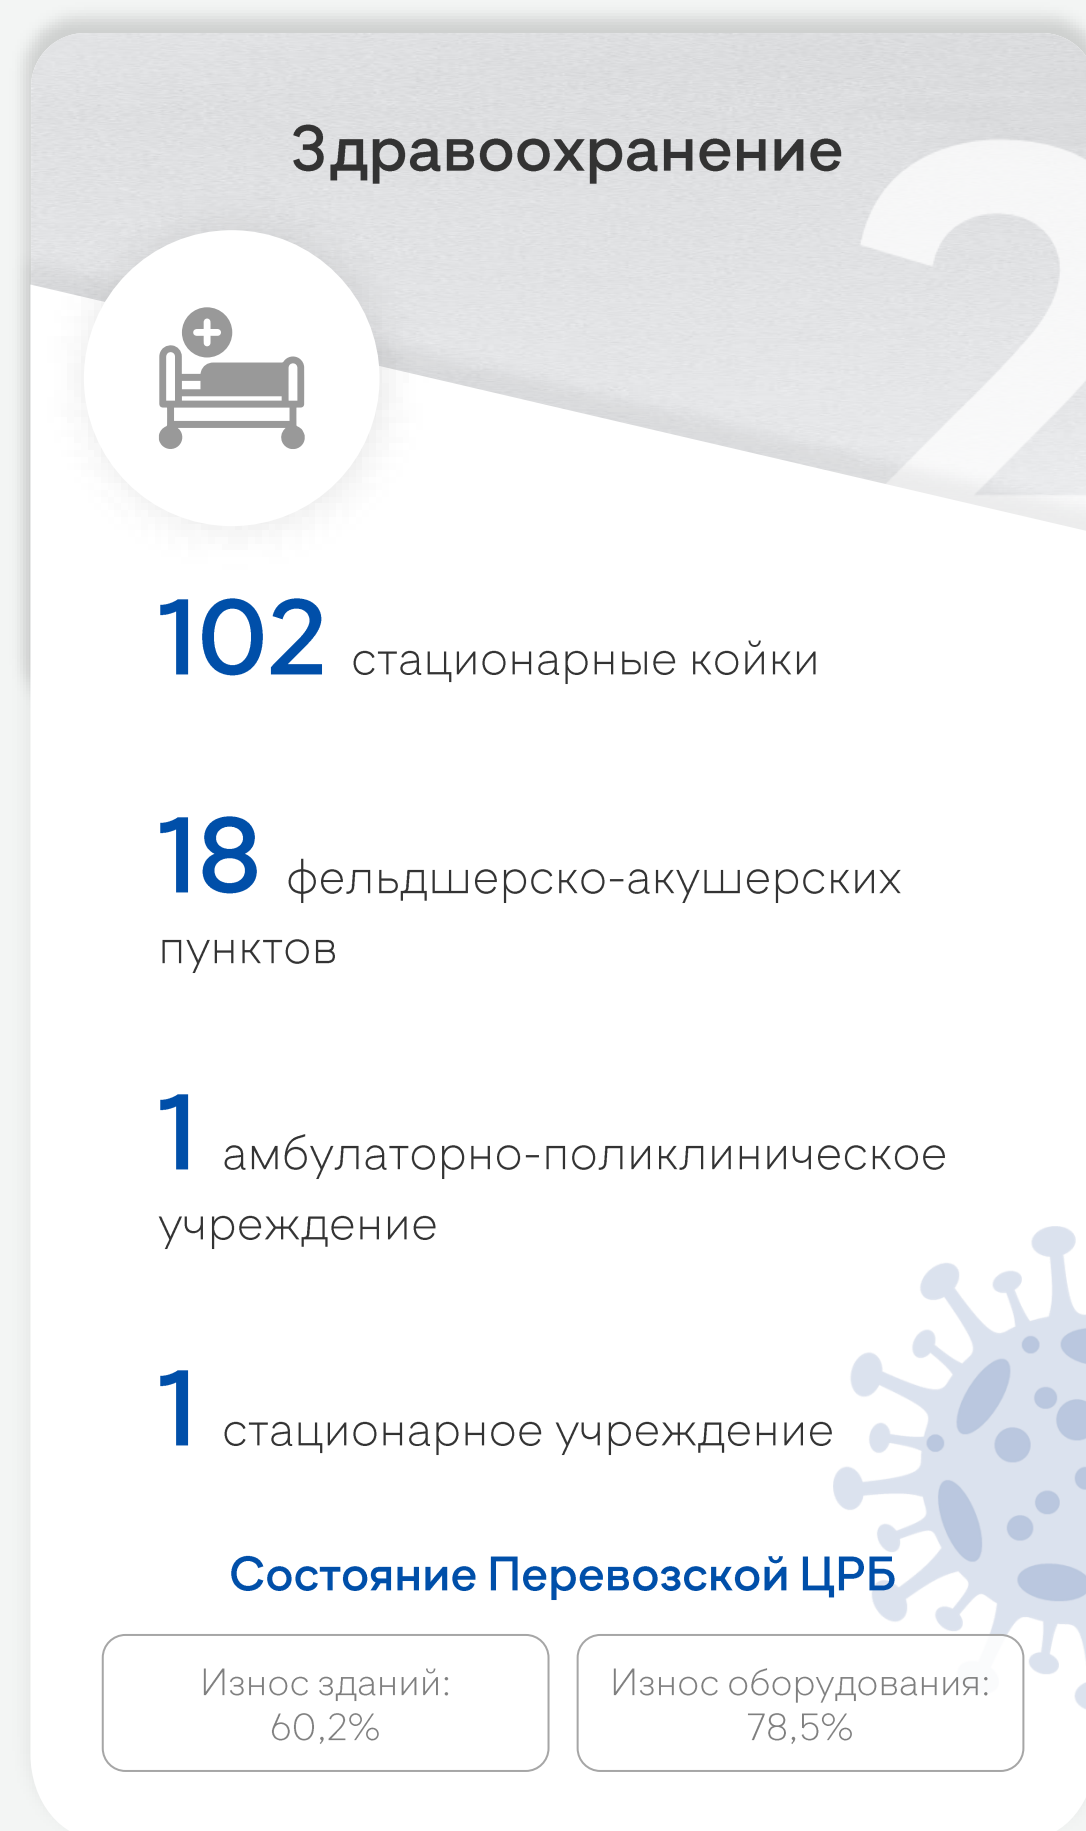 Здравоохранение
2
102 стационарные койки
18 фельдшерско-акушерских
пунктов
1 амбулаторно-поликлиническое
учреждение
1 стационарное учреждение
Состояние Перевозской ЦРБ
Износ зданий:
60,2%
Износ оборудования:
78,5%